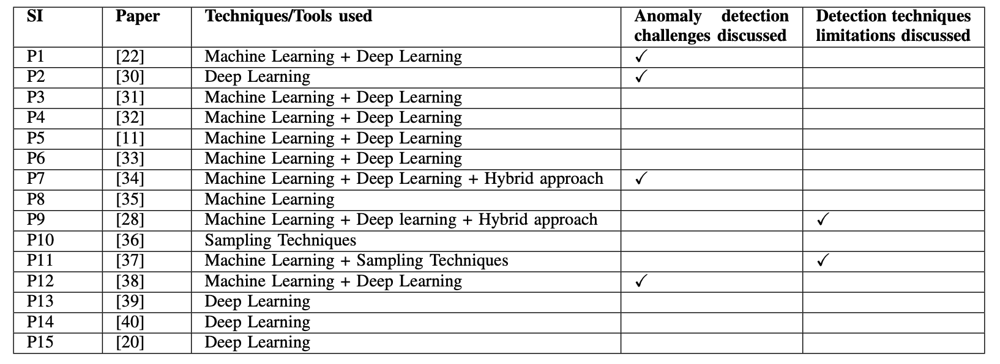 SI Paper Techniques/Tools used Anomaly detection challenges discussed Detection techniques limitations discussed
P1 [22] Machine Learning + Deep Learning ✓
P2 [30] Deep Learning ✓
P3 [31] Machine Learning + Deep Learning
P4 [32] Machine Learning + Deep Learning
P5 [11] Machine Learning + Deep Learning
P6 [33] Machine Learning + Deep Learning
P7 [34] Machine Learning + Deep Learning + Hybrid approach ✓
P8 [35] Machine Learning
P9 [28] Machine Learning + Deep learning + Hybrid approach ✓
P10 [36] Sampling Techniques
P11 [37] Machine Learning + Sampling Techniques ✓
P12 [38] Machine Learning + Deep Learning ✓
P13 [39] Deep Learning
P14 [40] Deep Learning
P15 [20] Deep Learning